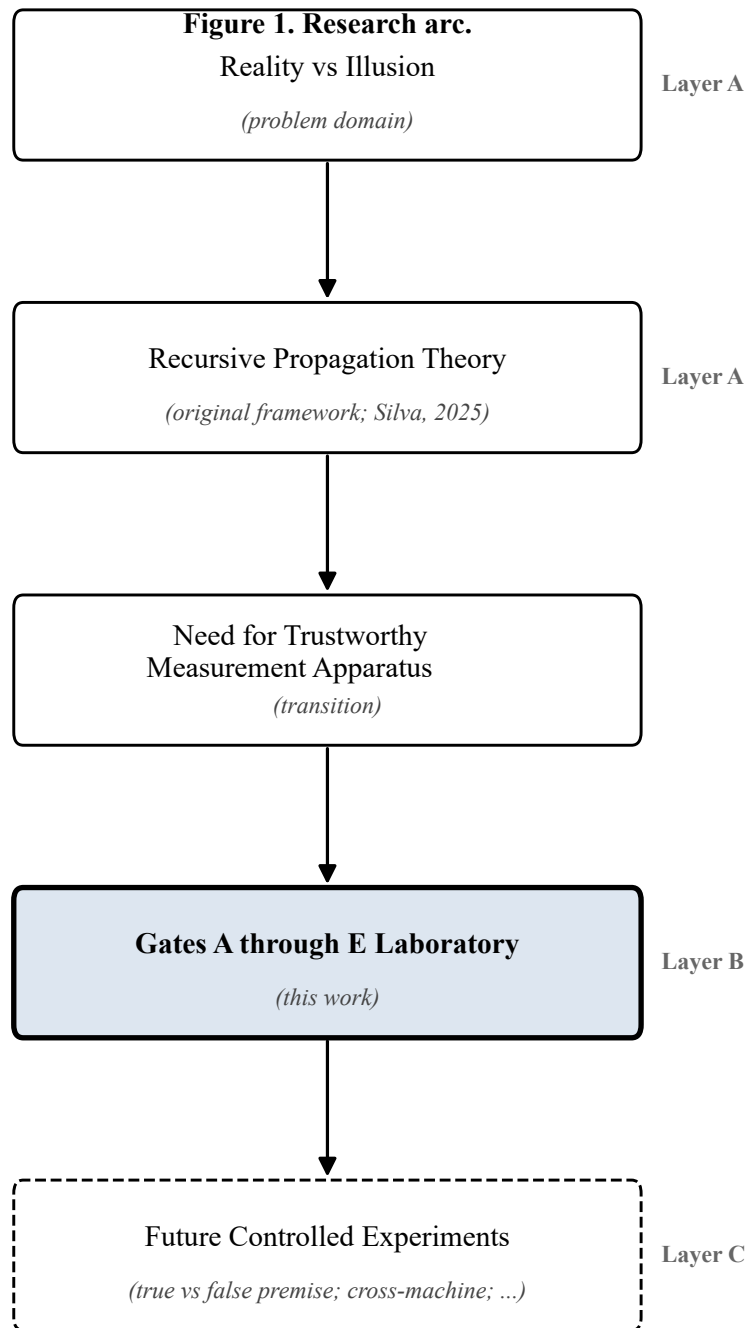 Figure 1. Research arc.
Reality vs Illusion
(problem domain)
Layer A
Recursive Propagation Theory
(original framework; Silva, 2025)
Layer A
Need for Trustworthy
Measurement Apparatus
(transition)
Gates A through E Laboratory
(this work)
Layer B
Future Controlled Experiments
(true vs false premise; cross-machine; ...)
Layer C